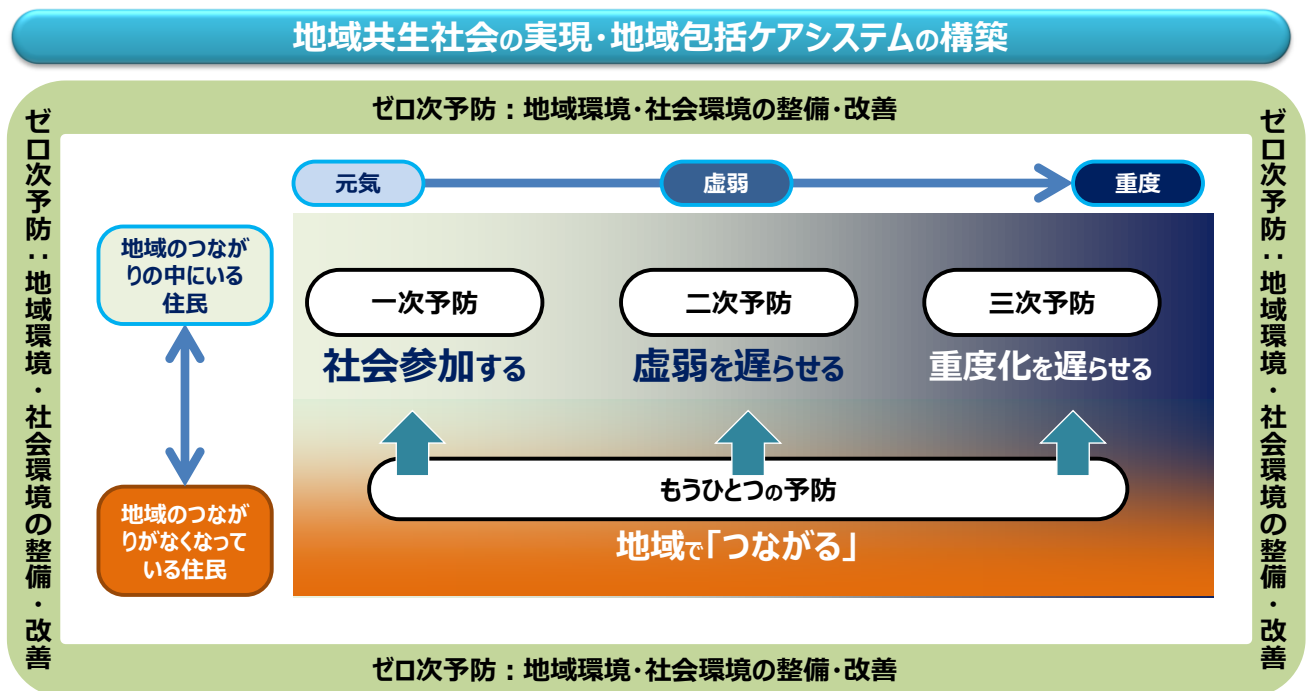 地域共生社会の実現・地域包括ケアシステムの構築
ゼロ次予防：地域環境・社会環境の整備・改善
ゼロ次予防：地域環境・社会環境の整備・改善
ゼロ次予防：地域環境・社会環境の整備・改善
元気
虚弱
重度
地域のつなが
りの中にいる
住民
一次予防
二次予防
三次予防
社会参加する
虚弱を遅らせる
重度化を遅らせる
もうひとつの予防
地域で「つながる」
地域のつなが
りがなくなって
いる住民
ゼロ次予防：地域環境・社会環境の整備・改善